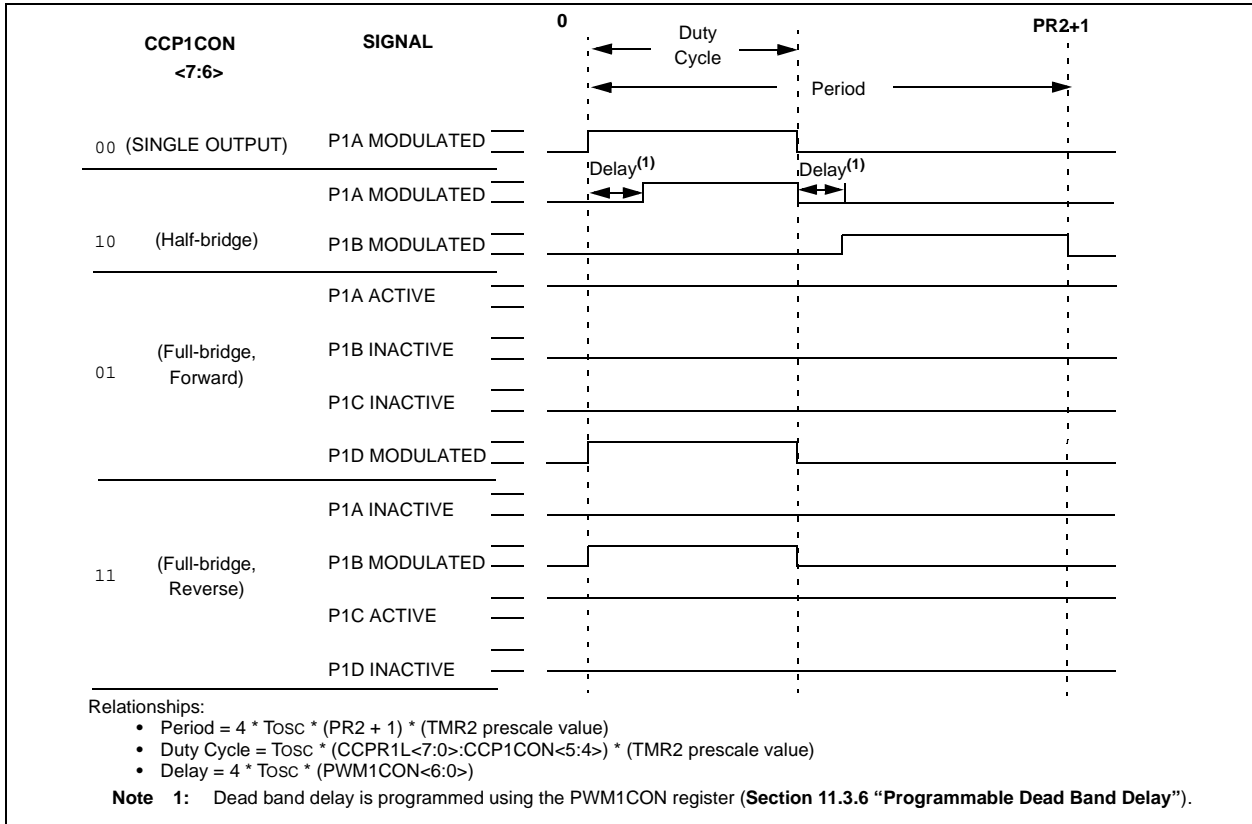 0
PR2+1
CCP1CON
<7:6>
SIGNAL
Duty
Cycle
Period
00 (SINGLE OUTPUT)
P1A MODULATED
Delay(1)
Delay(1)
P1A MODULATED
10 (Half-bridge)
P1B MODULATED
P1A ACTIVE
(Full-bridge,
Forward)
P1B INACTIVE
01
P1C INACTIVE
P1D MODULATED
P1A INACTIVE
11
(Full-bridge,
Reverse)
P1B MODULATED
P1C ACTIVE
P1D INACTIVE
Relationships:
• Period = 4 * TOSC * (PR2 + 1) * (TMR2 prescale value)
• Duty Cycle = TOSC * (CCPR1L<7:0>:CCP1CON<5:4>) * (TMR2 prescale value)
• Delay = 4 * TOSC * (PWM1CON<6:0>)
Note 1: Dead band delay is programmed using the PWM1CON register (Section 11.3.6 “Programmable Dead Band Delay”).